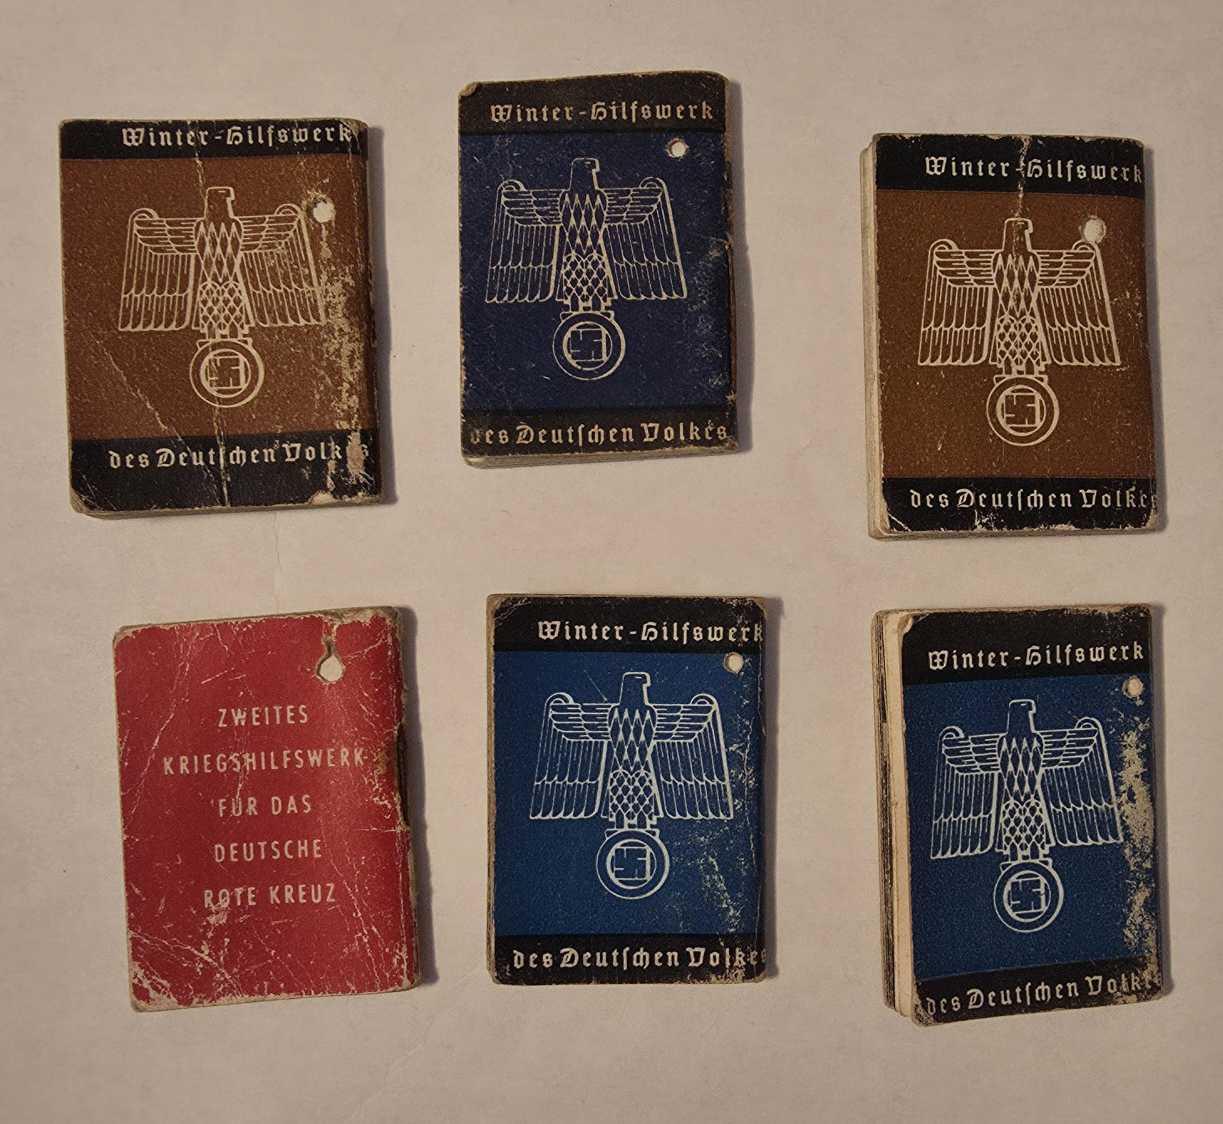 Winter-Hilfswerk
des Deutschen Volkes
Winter-Hilfswerk
des Deutschen Volkes
Winter-Hilfswerk
des Deutschen Volkes
ZWEITES
KRIEGSHILFSWERK
FÜR DAS
DEUTSCHE
ROTE KREUZ
Winter-Hilfswerk
des Deutschen Volkes
Winter-Hilfswerk
des Deutschen Volkes